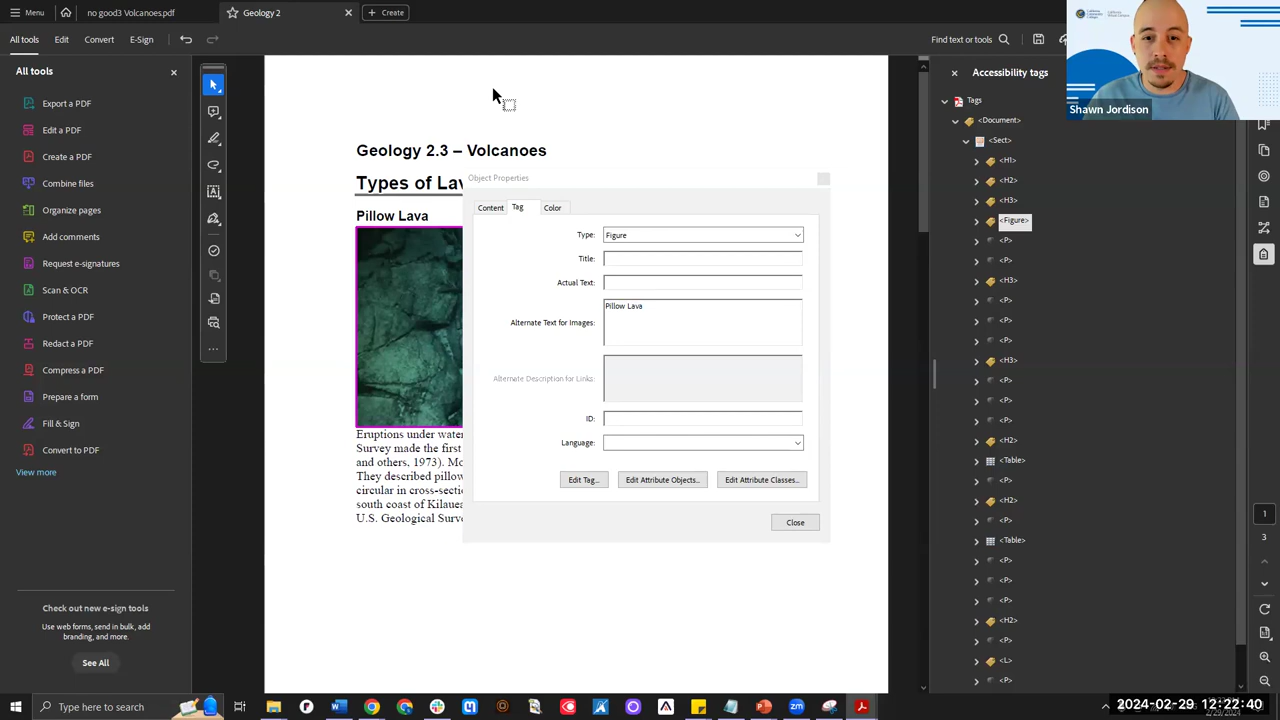 Menu
no good3 Volcanoes.pdf
Geology 2
Create
All tools
Edit
Convert
Find text or tools
Shawn Jordison
All tools
Export a PDF
Edit a PDF
Create a PDF
Combine files
Organize pages
Add comments
Request e-signatures
Scan & OCR
Protect a PDF
Redact a PDF
Compress a PDF
Prepare a form
Fill & Sign
Convert to PDF
View more
Check out new e-sign tools
Use web forms, send in bulk, add
branding, and more.
See All
Geology 2.3 – Volcanoes
Types of Lav
Pillow Lava
Eruptions under water
Survey made the first
and others, 1973). Mo
They described pillow
circular in cross-secti
south coast of Kilauea
U.S. Geological Surve
Object Properties
Content
Tag
Color
Type:
Figure
Title:
Actual Text:
Alternate Text for Images:
Pillow Lava
Alternate Description for Links:
ID:
Language:
Edit Tag...
Edit Attribute Objects...
Edit Attribute Classes...
Close
Accessibility tags
Tags
<Document>
<Sect>
<H1>
<H2>
<H3>
<Figure>
<P>
<P>
<H3>
<P>
<P>
<P>
<H3>
<P>
<P>
<P>
<H2>
<Table>
<P>
<H2>
<P>
<Table>
<P>
<P>
<P>
<H2>
<P>
<L>
<P>
1
3
Type here to search
2024-02-29 12:22:40